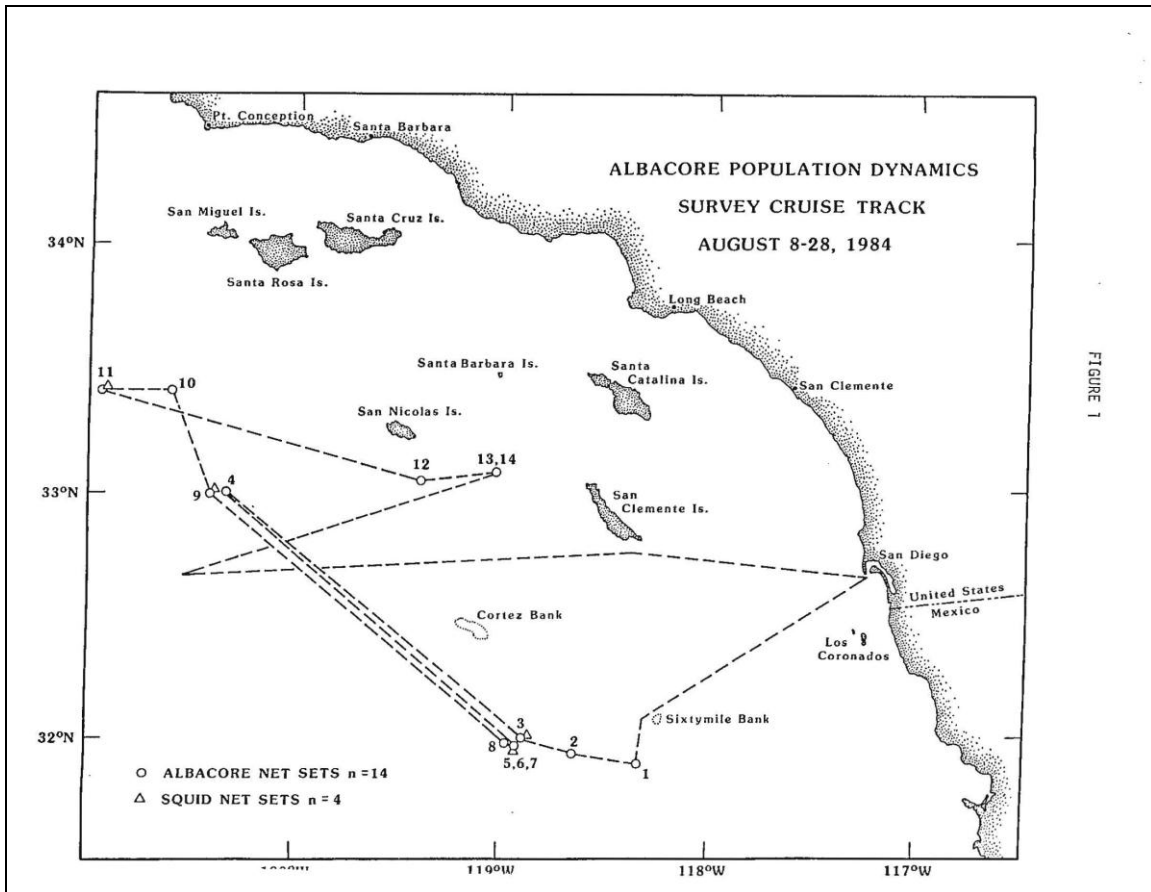 Pt. Conception
Santa Barbara
ALBACORE POPULATION DYNAMICS
SURVEY CRUISE TRACK
AUGUST 8-28, 1984
San Miguel Is.
Santa Cruz Is.
34°N
Santa Rosa Is.
Long Beach
FIGURE 1
Santa Barbara Is.
Santa
Catalina Is.
San Clemente
11
10
San Nicolas Is.
12
13,14
33°N
9
4
San
Clemente Is.
San Diego
United States
Mexico
Cortez Bank
Los
Coronados
3
2
Sixtymile Bank
32°N
8
5,6,7
1
ALBACORE NET SETS n=14
SQUID NET SETS n=4
119°W
118°W
117°W